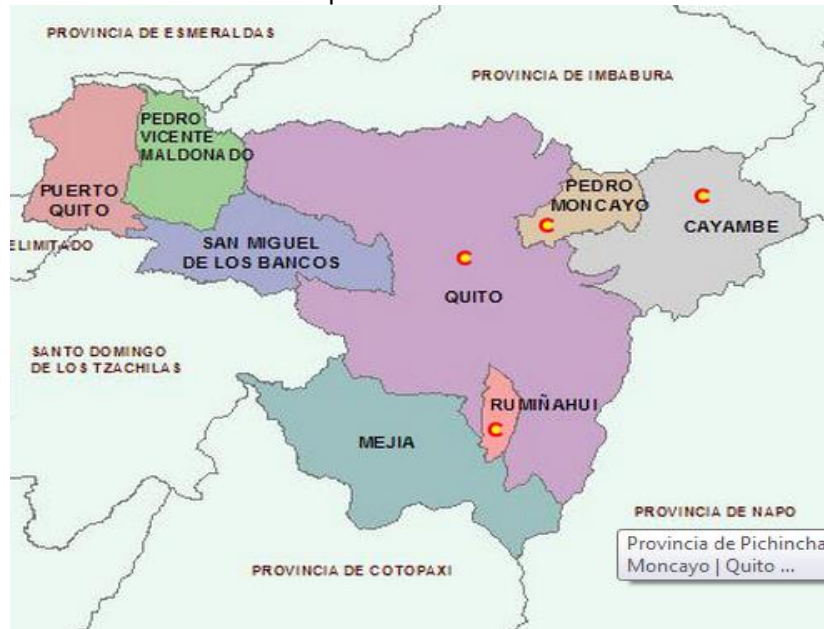 PROVINCIA DE ESMERALDAS
PROVINCIA DE IMBABURA
PEDRO
VICENTE
MALDONADO
PUERTO
QUITO
PEDRO
MONCAYO
C
C
CAYAMBE
ELIMITADO
SAN MIGUEL
DE LOS BANCOS
C
QUITO
SANTO DOMINGO
DE LOS TZACHILAS
RUMIÑAHUI
C
MEJIA
PROVINCIA DE NAPO
Provincia de Pichincha
Moncayo | Quito ...
PROVINCIA DE COTOPAXI